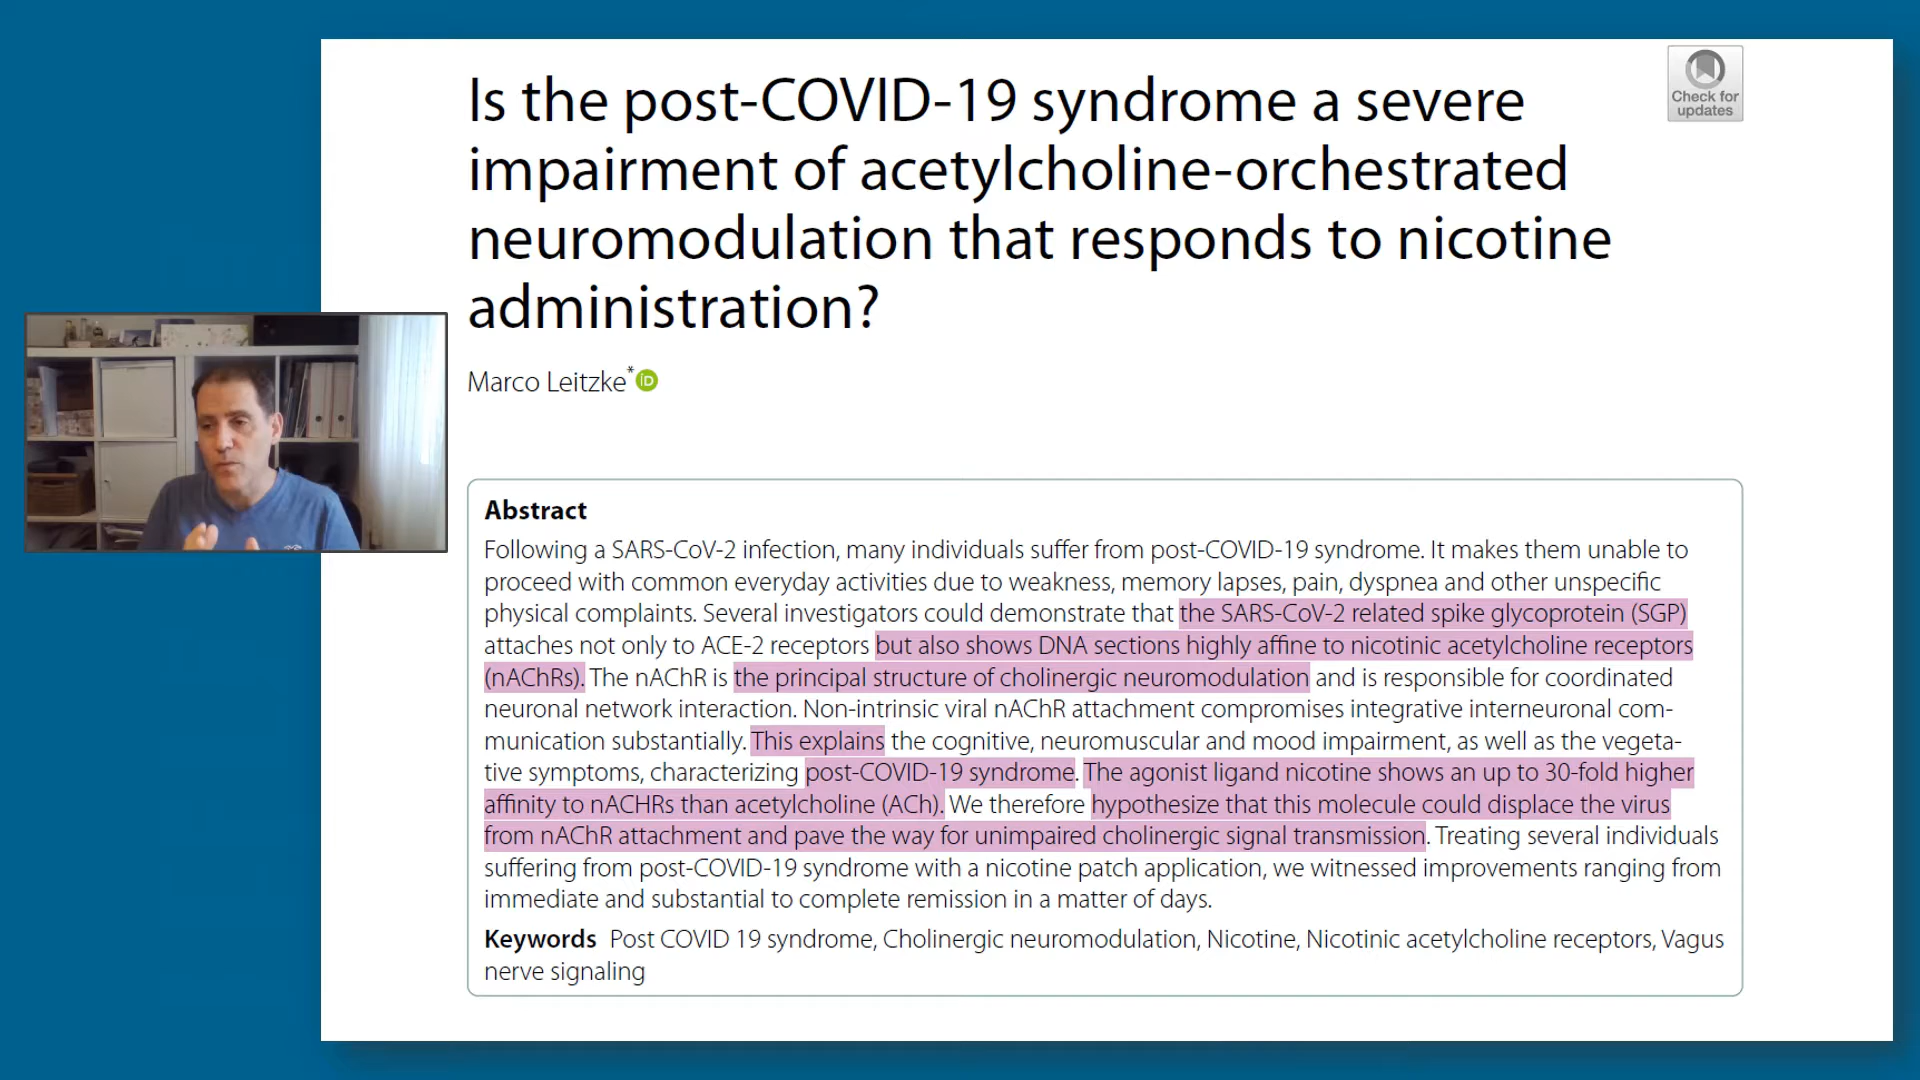 Is the post-COVID-19 syndrome a severe
impairment of acetylcholine-orchestrated
neuromodulation that responds to nicotine
administration?
Check for
updates
Marco Leitzke*
iD
Abstract
Following a SARS-CoV-2 infection, many individuals suffer from post-COVID-19 syndrome. It makes them unable to
proceed with common everyday activities due to weakness, memory lapses, pain, dyspnea and other unspecific
physical complaints. Several investigators could demonstrate that the SARS-CoV-2 related spike glycoprotein (SGP)
attaches not only to ACE-2 receptors but also shows DNA sections highly affine to nicotinic acetylcholine receptors
(nAChRs). The nAChR is the principal structure of cholinergic neuromodulation and is responsible for coordinated
neuronal network interaction. Non-intrinsic viral nAChR attachment compromises integrative interneuronal com-
munication substantially. This explains the cognitive, neuromuscular and mood impairment, as well as the vegeta-
tive symptoms, characterizing post-COVID-19 syndrome. The agonist ligand nicotine shows an up to 30-fold higher
affinity to nACHRs than acetylcholine (ACh). We therefore hypothesize that this molecule could displace the virus
from nAChR attachment and pave the way for unimpaired cholinergic signal transmission. Treating several individuals
suffering from post-COVID-19 syndrome with a nicotine patch application, we witnessed improvements ranging from
immediate and substantial to complete remission in a matter of days.
Keywords Post COVID 19 syndrome, Cholinergic neuromodulation, Nicotine, Nicotinic acetylcholine receptors, Vagus
nerve signaling